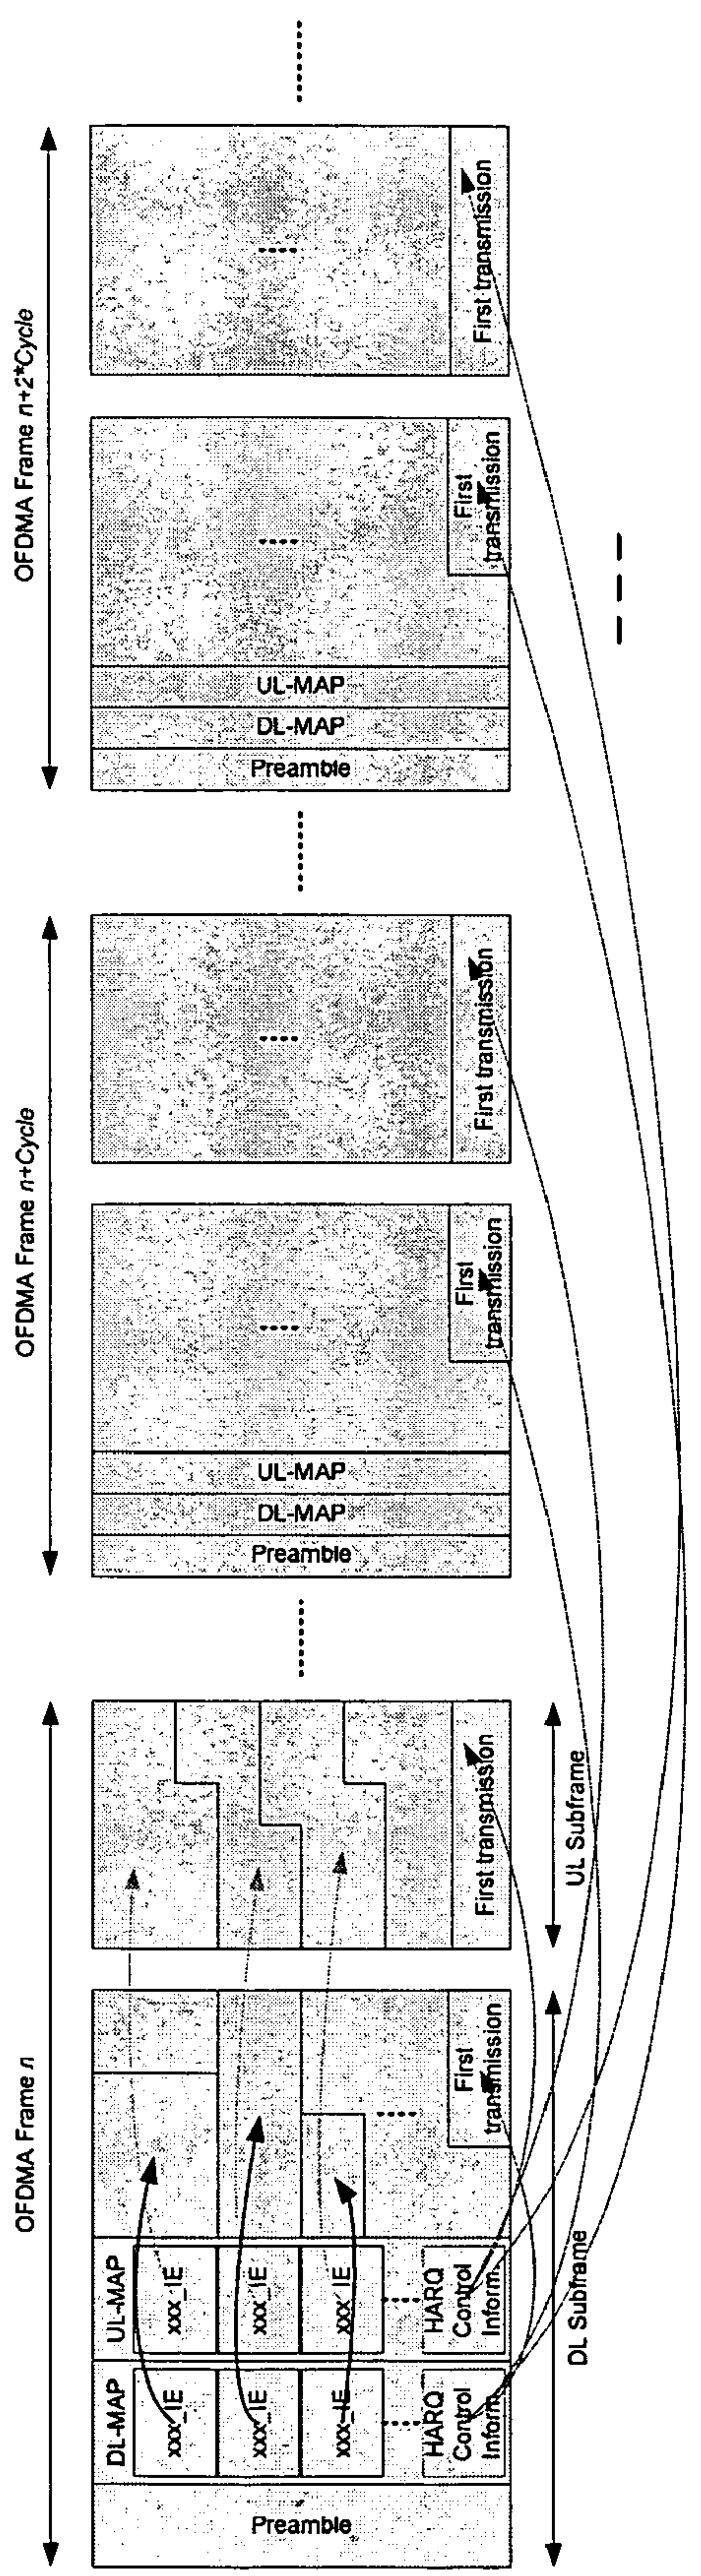 OFDMA Frame n
OFDMA Frame n+Cycle
OFDMA Frame n+2*Cycle
Preamble
DL-MAP
xxx_IE
xxx_IE
xxx_IE
HARQ
Control
Inform.
UL-MAP
xxx_IE
xxx_IE
xxx_IE
HARQ
Control
Inform.
First
transmission
First transmission
DL Subframe
UL Subframe
Preamble
DL-MAP
UL-MAP
First
transmission
First transmission
Preamble
DL-MAP
UL-MAP
First
transmission
First transmission